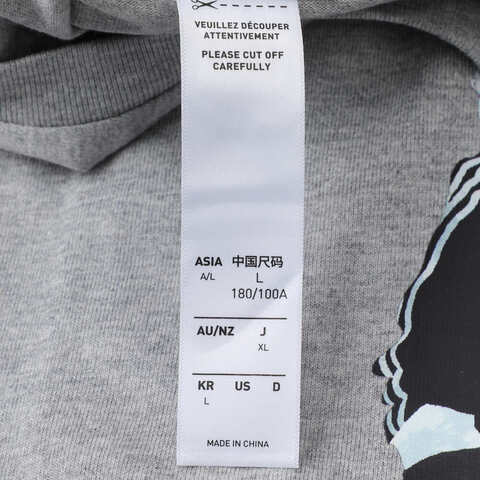 VEUILLEZ DÉCOUPER
ATTENTIVEMENT
PLEASE CUT OFF
CAREFULLY
ASIA 中国尺码
A/L L
180/100A
AU/NZ J
XL
KR US D
L
MADE IN CHINA